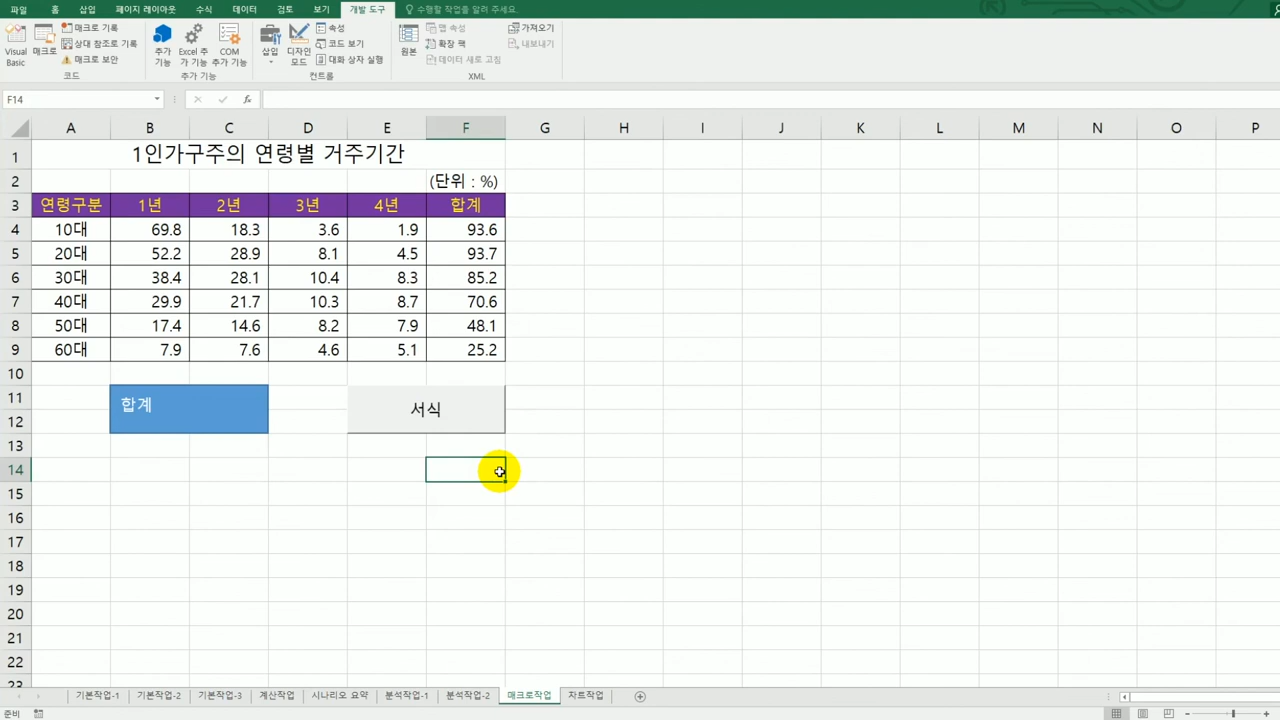 파일 홈 삽입 페이지 레이아웃 수식 데이터 검토 보기 개발 도구 수행할 작업을 알려 주세요.
Visual Basic
매크로
매크로 기록
상대 참조로 기록
매크로 보안
코드
추가 기능
Excel 추가 기능
COM 추가 기능
추가 기능
삽입
디자인 모드
속성
코드 보기
대화 상자 실행
컨트롤
원본
맵 속성
확장 팩
데이터 새로 고침
가져오기
내보내기
XML
F14 fx
A B C D E F G H I J K L M N O P
1 1인가구주의 연령별 거주기간
2 (단위 : %)
3 연령구분 1년 2년 3년 4년 합계
4 10대 69.8 18.3 3.6 1.9 93.6
5 20대 52.2 28.9 8.1 4.5 93.7
6 30대 38.4 28.1 10.4 8.3 85.2
7 40대 29.9 21.7 10.3 8.7 70.6
8 50대 17.4 14.6 8.2 7.9 48.1
9 60대 7.9 7.6 4.6 5.1 25.2
10
11 합계 서식
12
13
14
15
16
17
18
19
20
21
22
23
기본작업-1 기본작업-2 기본작업-3 계산작업 시나리오 요약 분석작업-1 분석작업-2 매크로작업 차트작업
준비